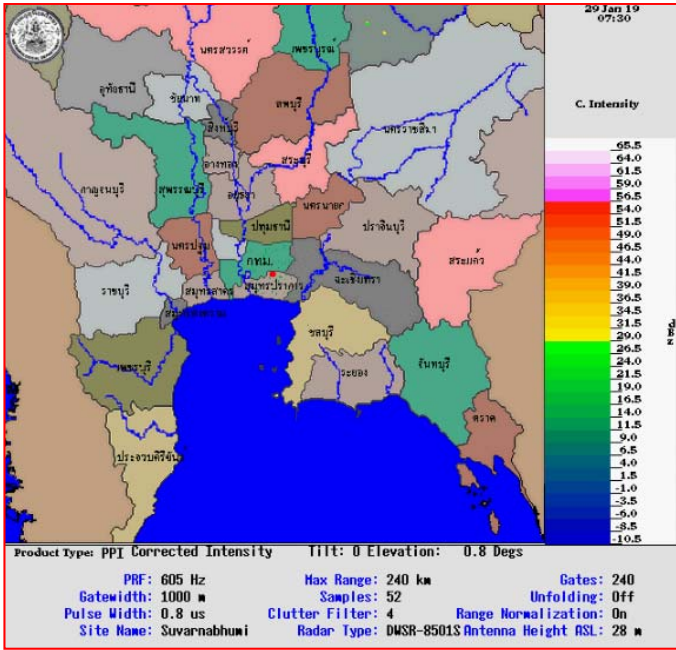 29 Jan 19
07:30
C. Intensity
นครสวรรค์
เพชรบูรณ์
อุทัยธานี
ชัยนาท
ลพบุรี
สิงหบุรี
นครราชสีมา
อ่างทอง
สระบุรี
กาญจนบุรี
สุพรรณบุรี
อยุธยา
นครนายก
ปราจีนบุรี
ปทุมธานี
นครปฐม
กทม.
สระแก้ว
ฉะเชิงเทรา
ราชบุรี
สมุทรสาคร
สมุทรปราการ
สมุทรสงคราม
ชลบุรี
เพชรบุรี
ระยอง
จันทบุรี
ตราด
ประจวบคีรีขันธ์
65.5
64.0
61.5
59.0
56.5
54.0
51.5
49.0
46.5
44.0
41.5
39.0
36.5
34.0
31.5
29.0
26.5
24.0
21.5
19.0
16.5
14.0
11.5
9.0
6.5
4.0
1.5
-1.0
-3.5
-6.0
-8.5
-10.5
Product Type: PPI Corrected Intensity Tilt: 0 Elevation: 0.8 Degs
PRF: 605 Hz Max Range: 240 km Gates: 240
Gatewidth: 1000 m Samples: 52 Unfolding: Off
Pulse Width: 0.8 us Clutter Filter: 4 Range Normalization: On
Site Name: Suvarnabhumi Radar Type: DWSR-8501S Antenna Height ASL: 28 m